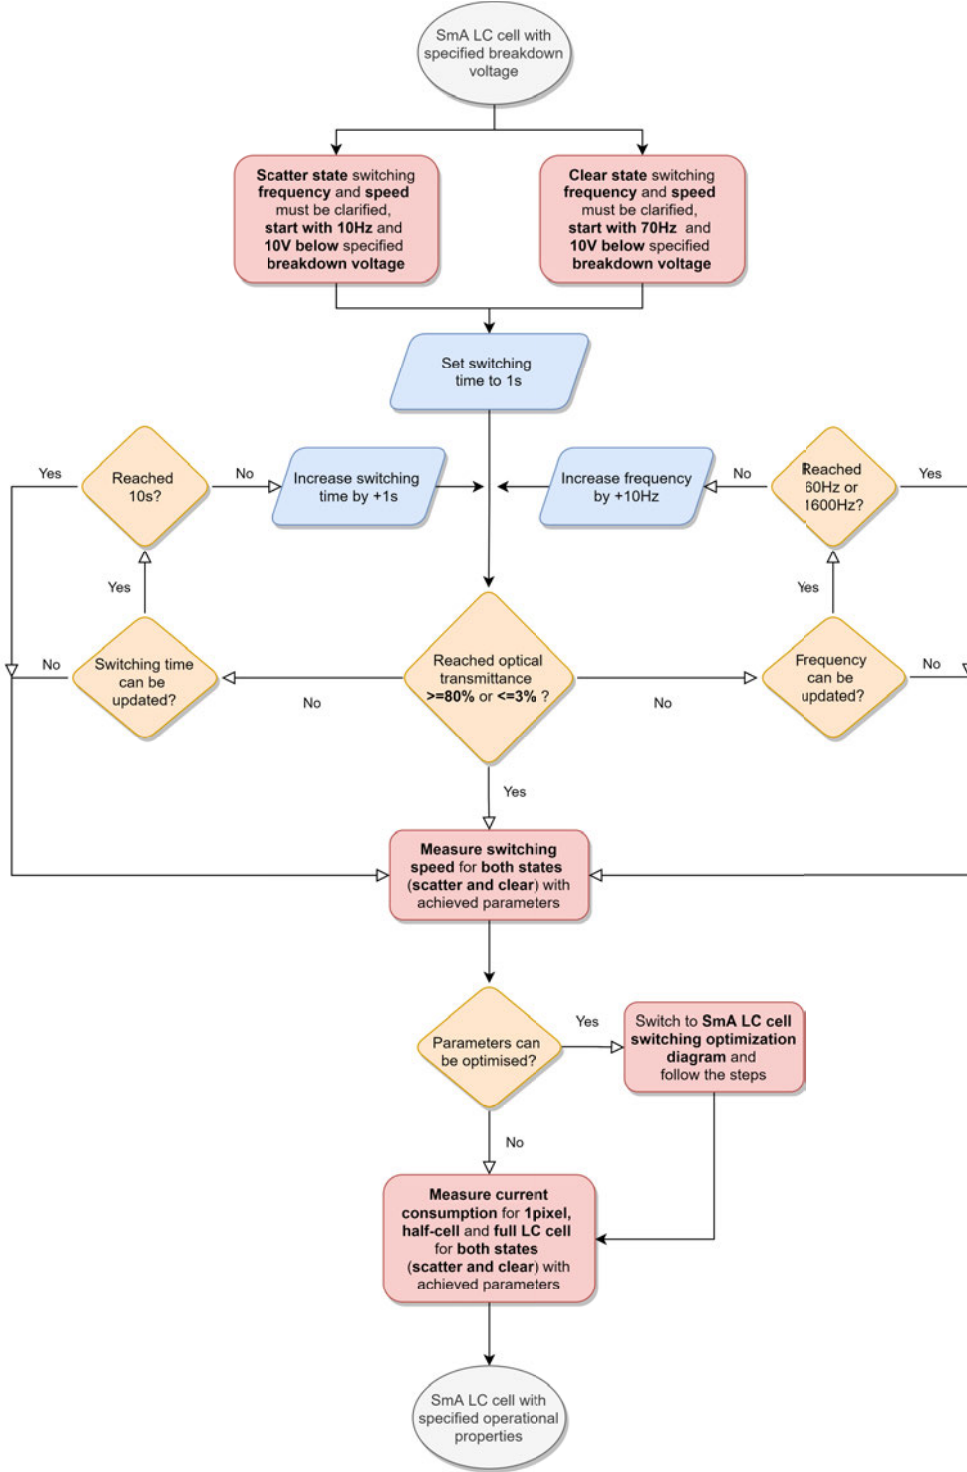 SmA LC cell with
specified breakdown
voltage
Scatter state switching
frequency and speed
must be clarified,
start with 10Hz and
10V below specified
breakdown voltage
Clear state switching
frequency and speed
must be clarified,
start with 70Hz and
10V below specified
breakdown voltage
Set switching
time to 1s
Yes
Reached
10s?
No
Increase switching
time by +1s
Increase frequency
by +10Hz
No
Reached
60Hz or
1600Hz?
Yes
Yes
Yes
No
Switching time
can be
updated?
No
Reached optical
transmittance
>=80% or <=3% ?
No
Frequency
can be
updated?
No
Yes
Measure switching
speed for both states
(scatter and clear) with
achieved parameters
Parameters can
be optimised?
Yes
Switch to SmA LC cell
switching optimization
diagram and
follow the steps
No
Measure current
consumption for 1pixel,
half-cell and full LC cell
for both states
(scatter and clear) with
achieved parameters
SmA LC cell with
specified operational
properties